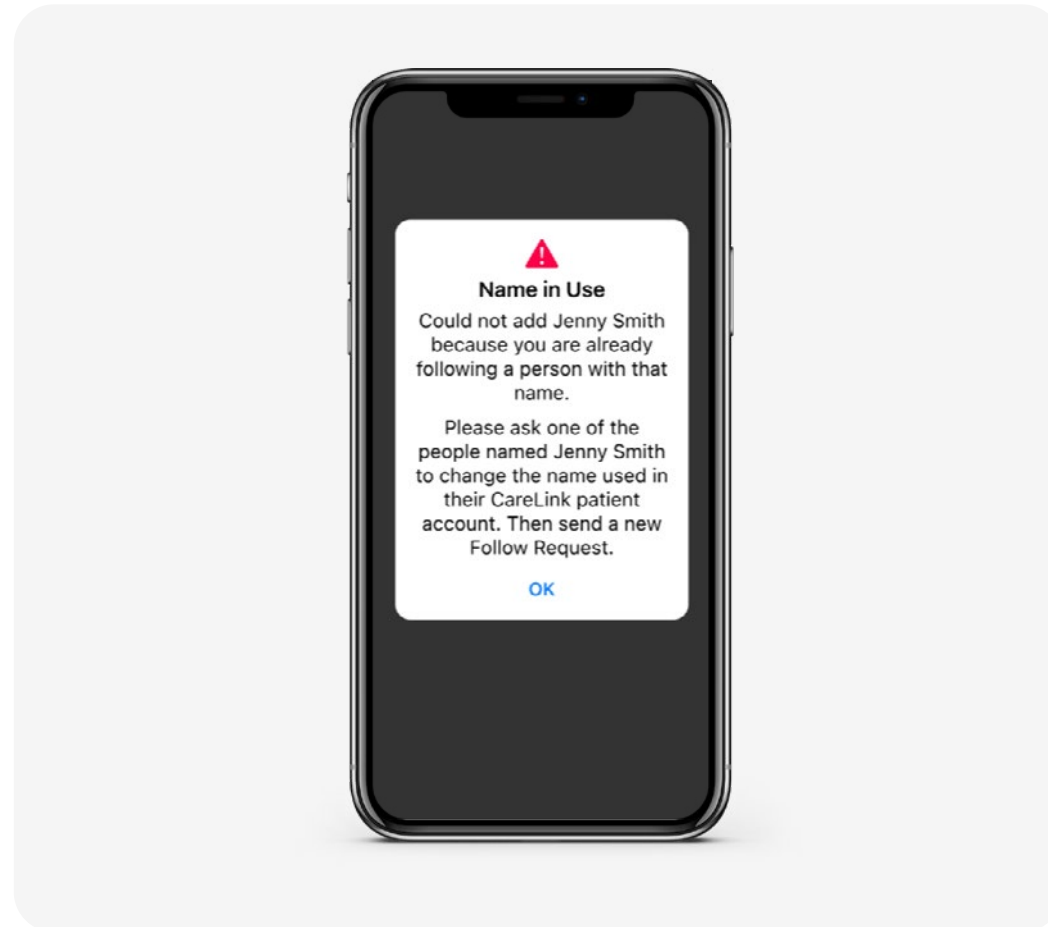 Name in Use
Could not add Jenny Smith
because you are already
following a person with that
name.
Please ask one of the
people named Jenny Smith
to change the name used in
their CareLink patient
account. Then send a new
Follow Request.
OK